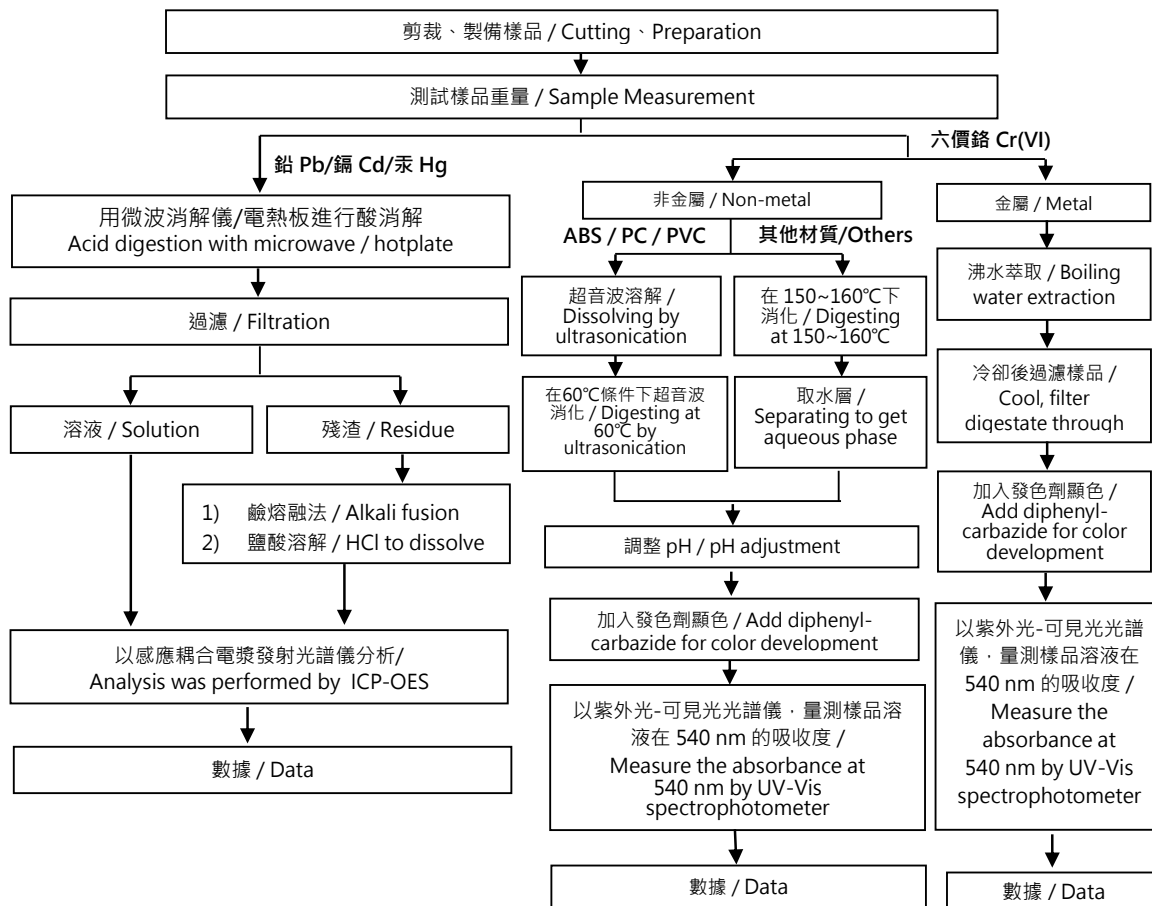 剪裁、製備樣品 / Cutting、Preparation
測試樣品重量 / Sample Measurement
鉛 Pb/鎘 Cd/汞 Hg
用微波消解儀/電熱板進行酸消解
Acid digestion with microwave / hotplate
過濾 / Filtration
溶液 / Solution
殘渣 / Residue
1) 鹼熔融法 / Alkali fusion
2) 鹽酸溶解 / HCl to dissolve
以感應耦合電漿發射光譜儀分析/
Analysis was performed by ICP-OES
數據 / Data
六價鉻 Cr(VI)
非金屬 / Non-metal
ABS / PC / PVC
超音波溶解 /
Dissolving by
ultrasonication
在60℃條件下超音波
消化 / Digesting at
60℃ by
ultrasonication
其他材質/Others
在 150~160℃下
消化 / Digesting
at 150~160℃
取水層 /
Separating to get
aqueous phase
調整 pH / pH adjustment
加入發色劑顯色 / Add diphenyl-
carbazide for color development
以紫外光-可見光光譜儀，量測樣品溶
液在 540 nm 的吸收度 /
Measure the absorbance at
540 nm by UV-Vis
spectrophotometer
數據 / Data
金屬 / Metal
沸水萃取 / Boiling
water extraction
冷卻後過濾樣品 /
Cool, filter
digestate through
加入發色劑顯色 /
Add diphenyl-
carbazide for color
development
以紫外光-可見光光譜
儀，量測樣品溶液在
540 nm 的吸收度 /
Measure the
absorbance at
540 nm by UV-Vis
spectrophotometer
數據 / Data